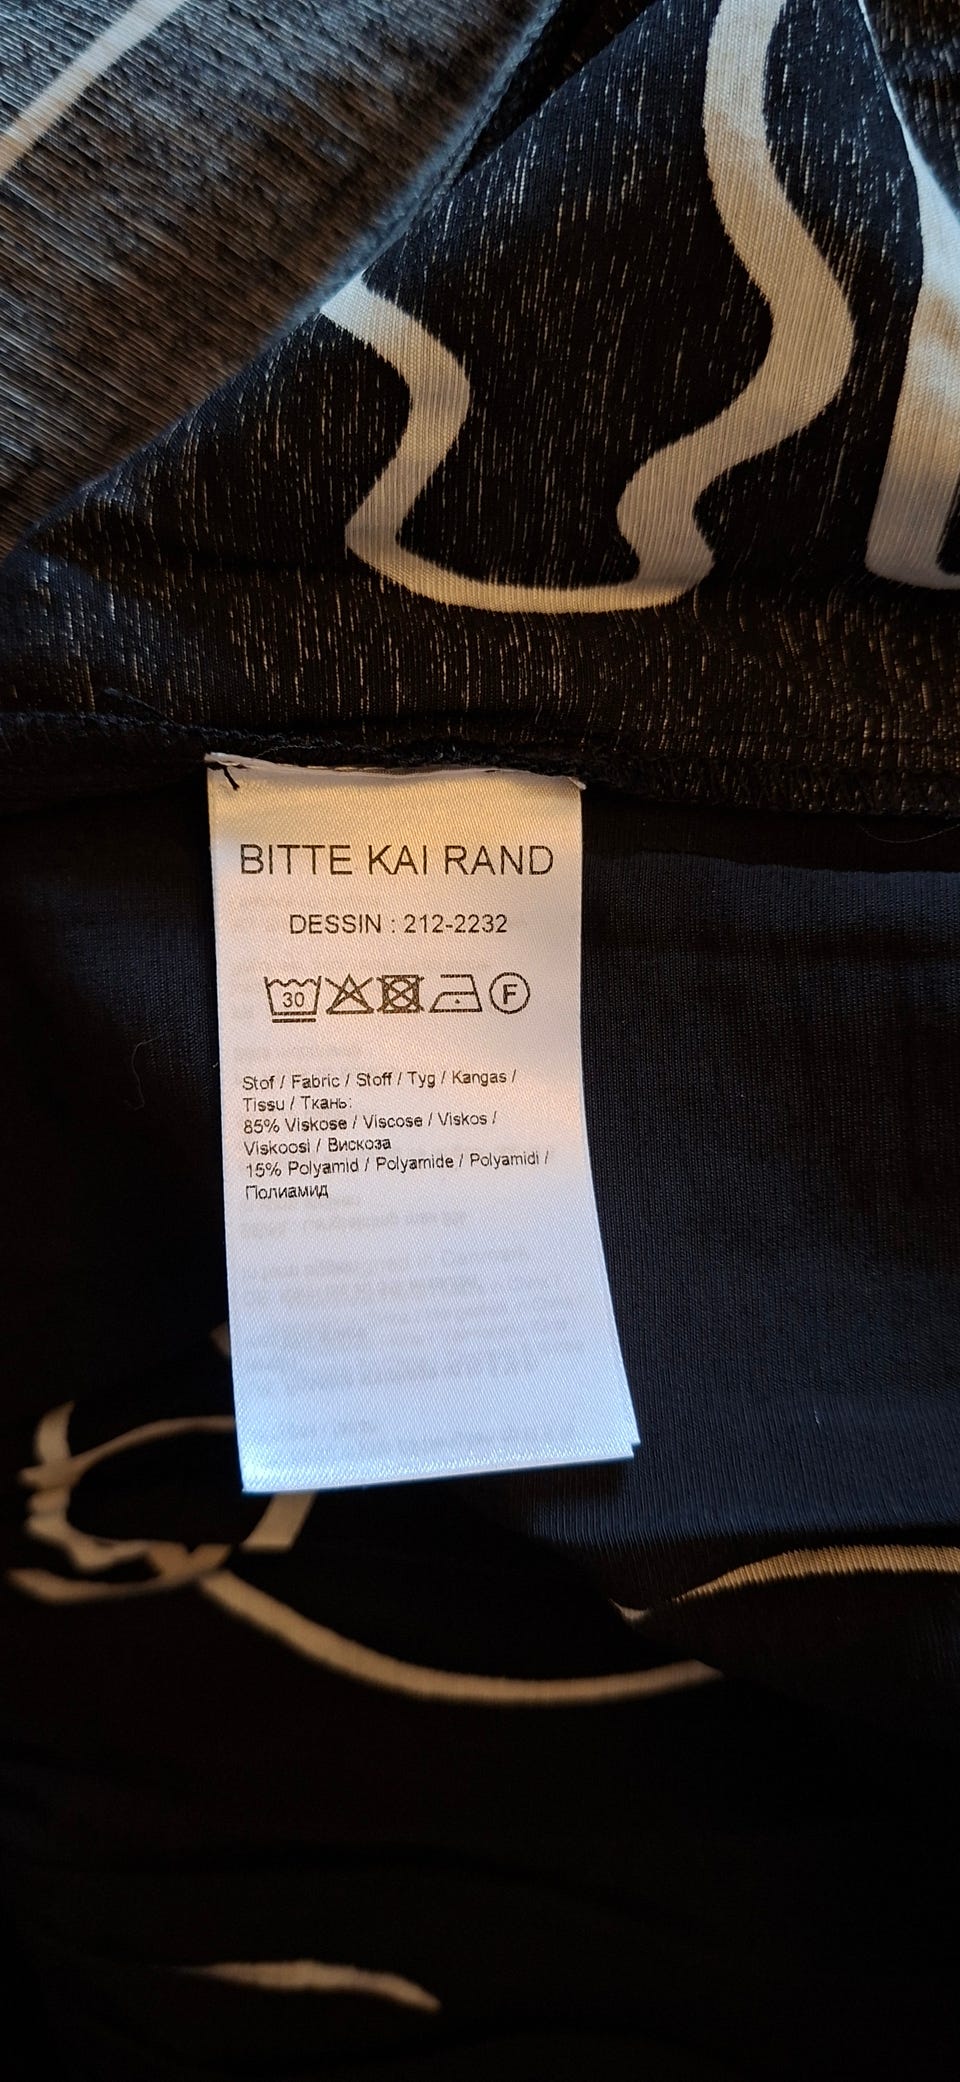 BITTE KAI RAND
DESSIN : 212-2232
30 F
Stof / Fabric / Stoff / Tyg / Kangas /
Tissu / Ткань:
85% Viskose / Viscose / Viskos /
Viskoosi / Вискоза
15% Polyamid / Polyamide / Polyamidi /
Полиамид